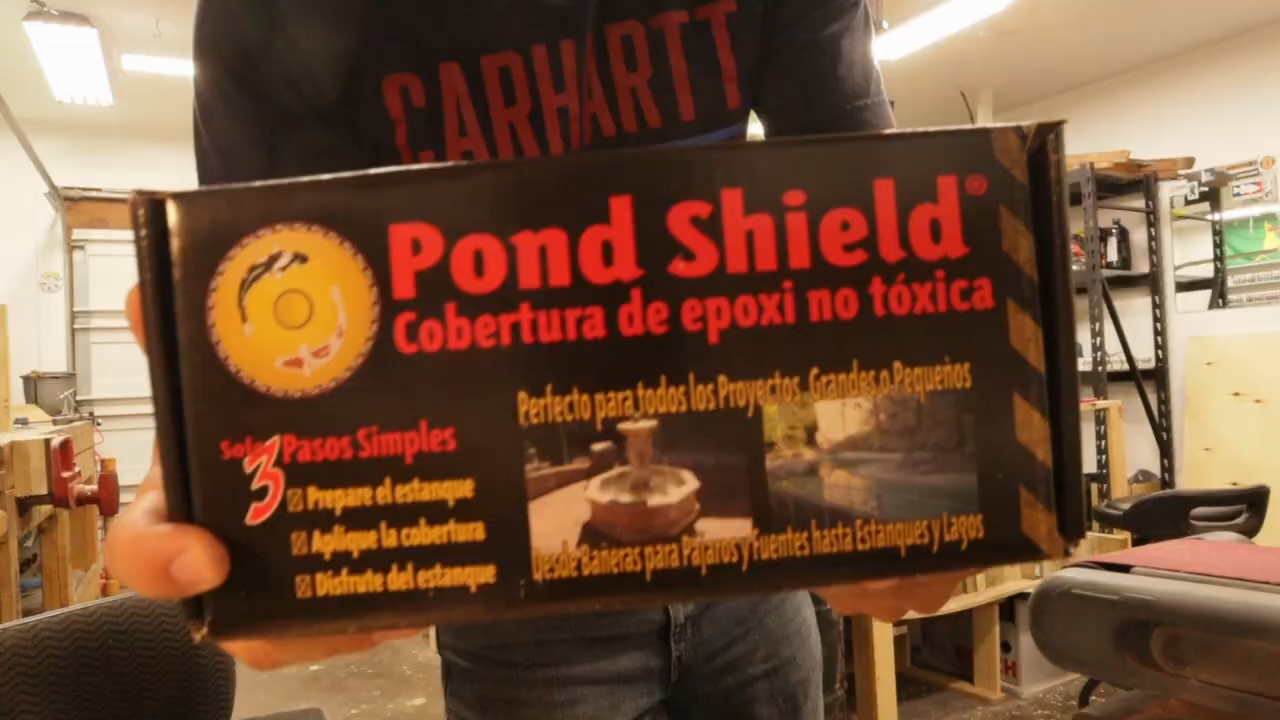 CARHARTT
Pond Shield®
Cobertura de epoxi no tóxica
Perfecto para todos los Proyectos, Grandes o Pequeños
Solo 3 Pasos Simples
Prepare el estanque
Aplique la cobertura
Disfrute del estanque
Desde Bañeras para Pájaros y Fuentes hasta Estanques y Lagos